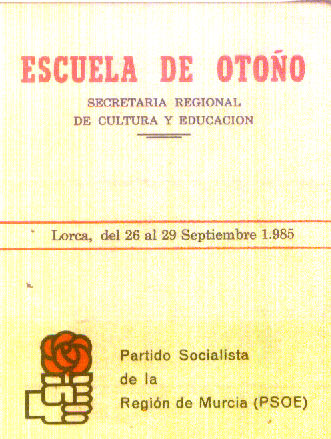 ESCUELA DE OTOÑO
SECRETARIA REGIONAL
DE CULTURA Y EDUCACION
Lorca, del 26 al 29 Septiembre 1.985
Partido Socialista
de la
Región de Murcia (PSOE)